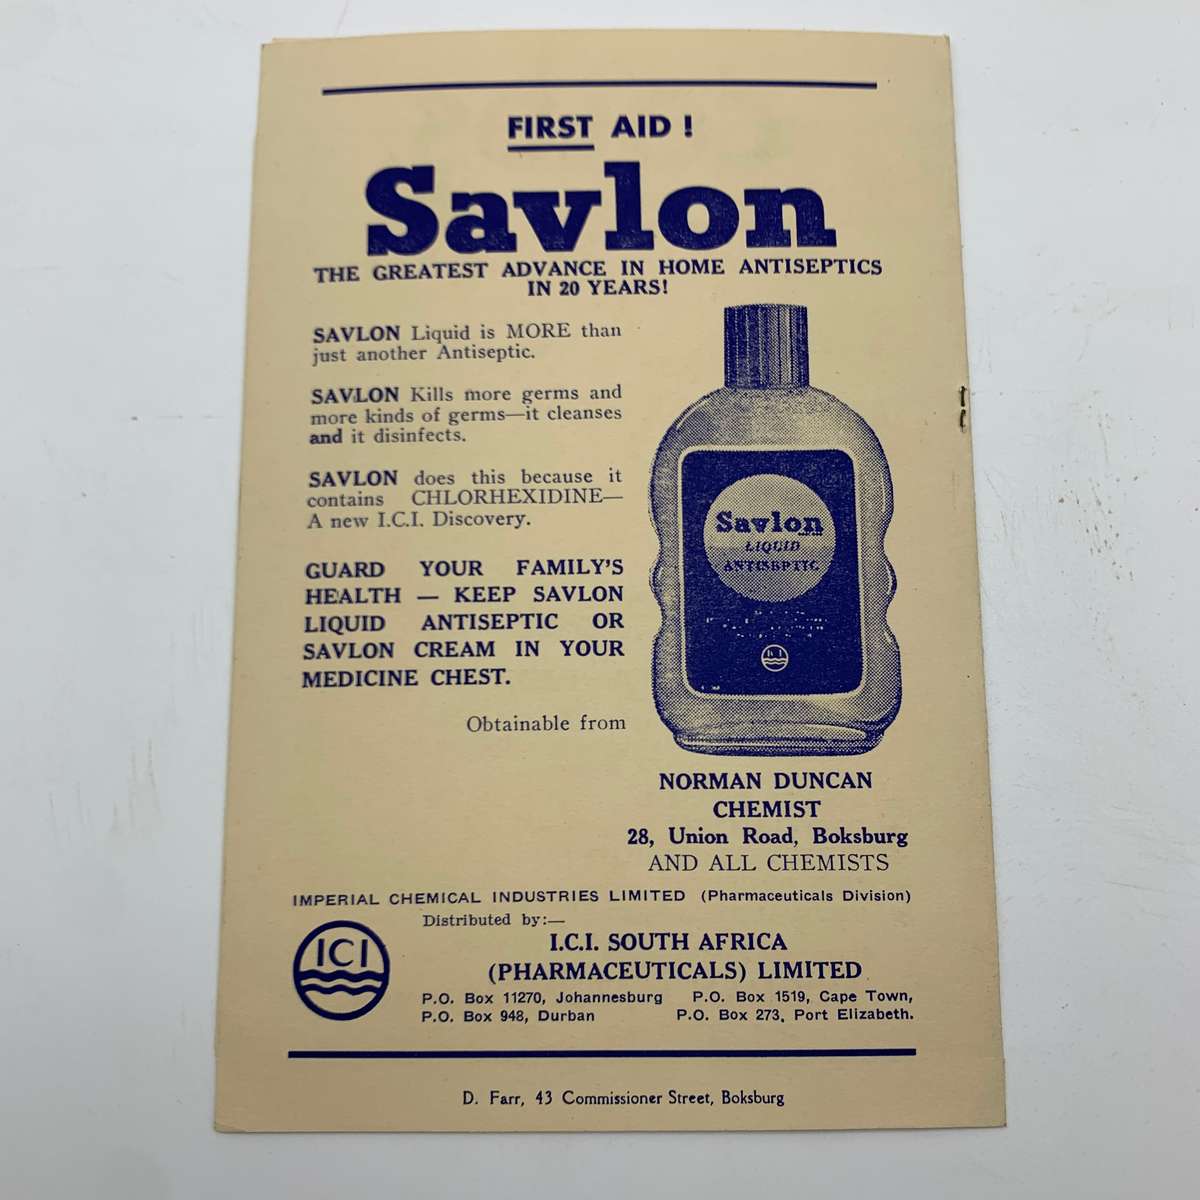 FIRST AID !
Savlon
THE GREATEST ADVANCE IN HOME ANTISEPTICS
IN 20 YEARS!
SAVLON Liquid is MORE than
just another Antiseptic.
SAVLON Kills more germs and
more kinds of germs—it cleanses
and it disinfects.
SAVLON does this because it
contains CHLORHEXIDINE—
A new I.C.I. Discovery.
GUARD YOUR FAMILY'S
HEALTH — KEEP SAVLON
LIQUID ANTISEPTIC OR
SAVLON CREAM IN YOUR
MEDICINE CHEST.
Obtainable from
Savlon
LIQUID
ANTISEPTIC
NORMAN DUNCAN
CHEMIST
28, Union Road, Boksburg
AND ALL CHEMISTS
IMPERIAL CHEMICAL INDUSTRIES LIMITED (Pharmaceuticals Division)
Distributed by:—
ICI
I.C.I. SOUTH AFRICA
(PHARMACEUTICALS) LIMITED
P.O. Box 11270, Johannesburg P.O. Box 1519, Cape Town,
P.O. Box 948, Durban P.O. Box 273, Port Elizabeth.
D. Farr, 43 Commissioner Street, Boksburg